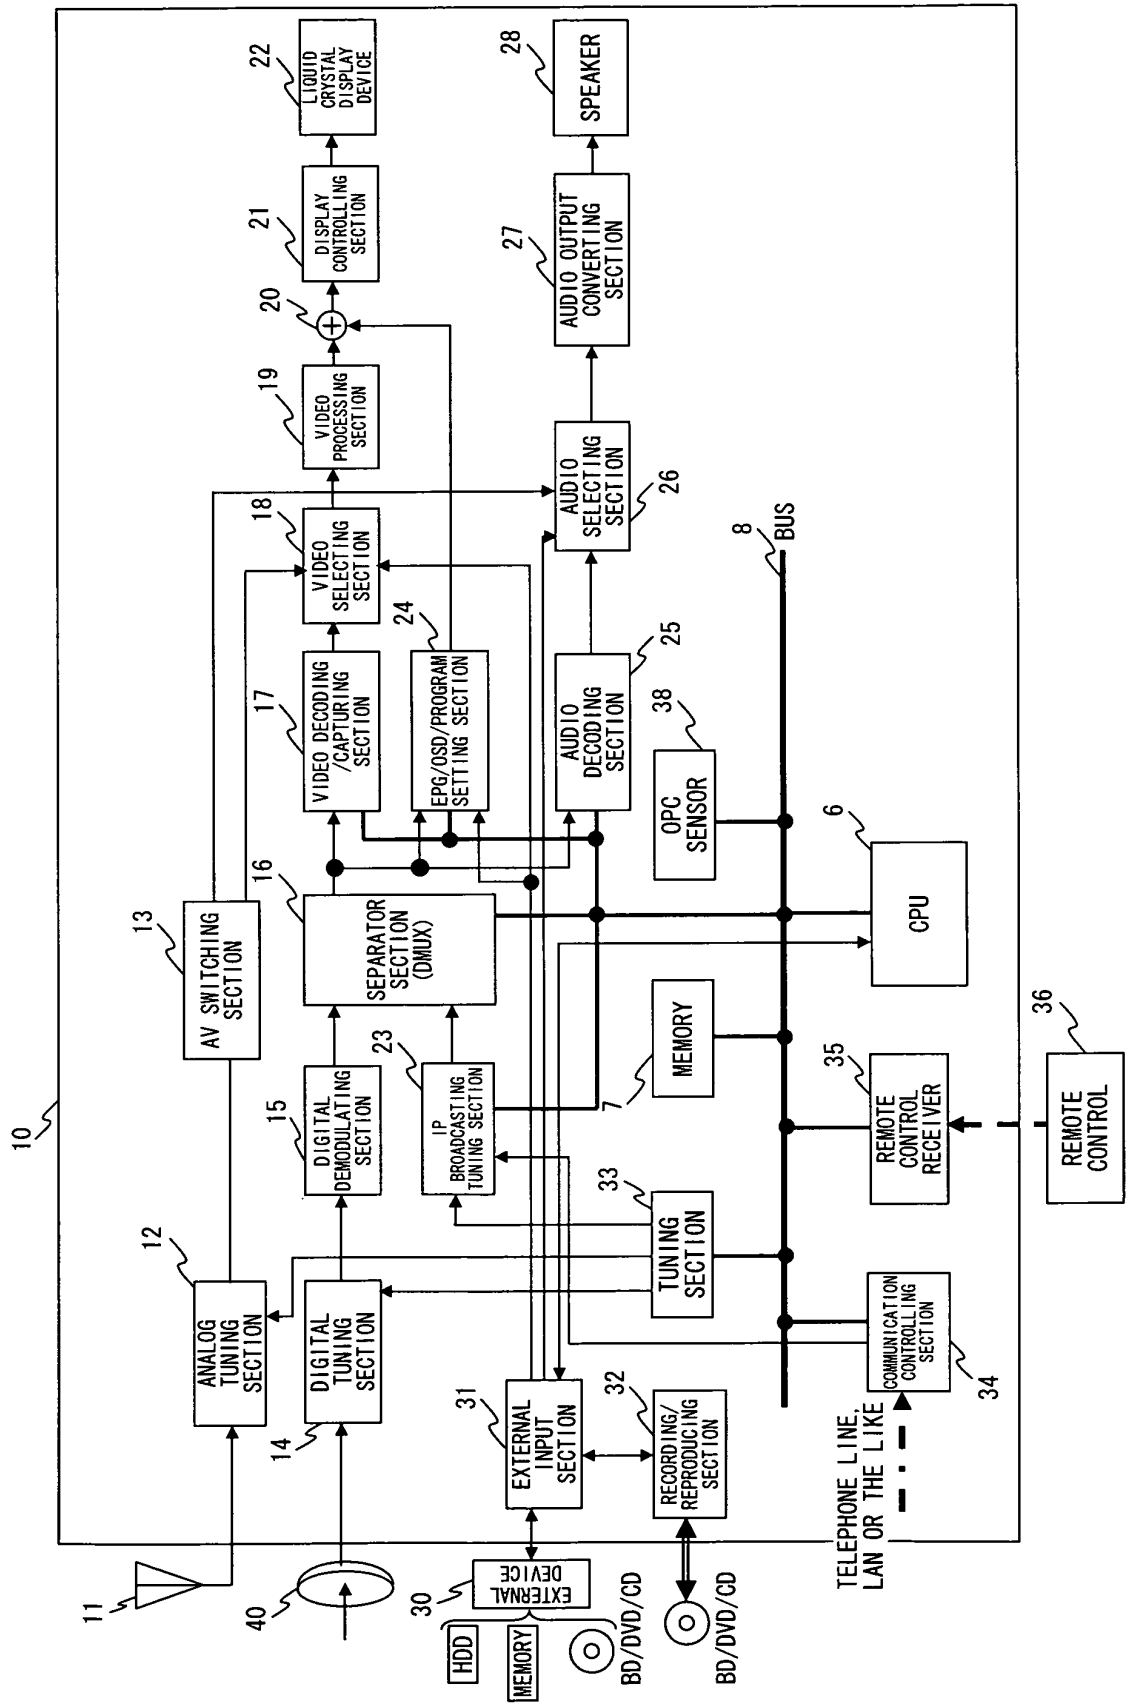 10
11
ANALOG
TUNING
SECTION
12
AV SWITCHING
SECTION
13
40
14
DIGITAL
TUNING
SECTION
DIGITAL
DEMODULATING
SECTION
15
SEPARATOR
SECTION
(DMUX)
16
VIDEO DECODING
/CAPTURING
SECTION
17
VIDEO
SELECTING
SECTION
18
VIDEO
PROCESSING
SECTION
19
20
+
DISPLAY
CONTROLLING
SECTION
21
LIQUID
CRYSTAL
DISPLAY
DEVICE
22
IP
BROADCASTING
TUNING SECTION
23
EPG/OSD/PROGRAM
SETTING SECTION
24
AUDIO
DECODING
SECTION
25
AUDIO
SELECTING
SECTION
26
AUDIO OUTPUT
CONVERTING
SECTION
27
SPEAKER
28
HDD
MEMORY
BD/DVD/CD
30
EXTERNAL
DEVICE
31
EXTERNAL
INPUT
SECTION
32
RECORDING/
REPRODUCING
SECTION
BD/DVD/CD
33
TUNING
SECTION
7
MEMORY
OPC
SENSOR
38
8
BUS
TELEPHONE LINE,
LAN OR THE LIKE
COMMUNICATION
CONTROLLING
SECTION
34
REMOTE
CONTROL
RECEIVER
35
CPU
6
REMOTE
CONTROL
36